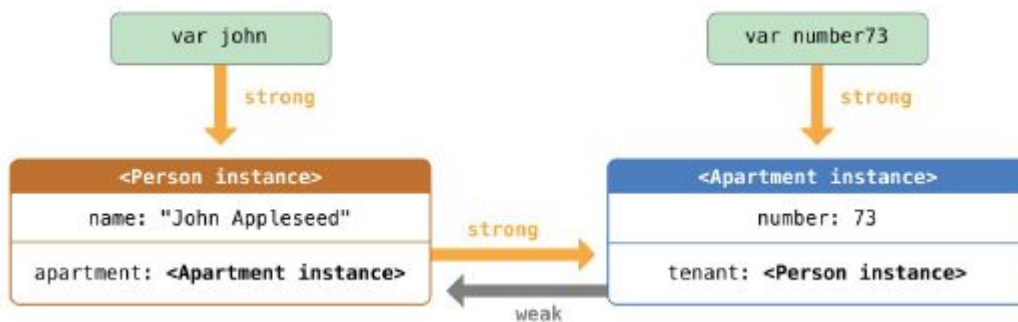 var john
var number73
strong
strong
<Person instance>
<Apartment instance>
name: "John Appleseed"
number: 73
strong
apartment: <Apartment instance>
tenant: <Person instance>
weak